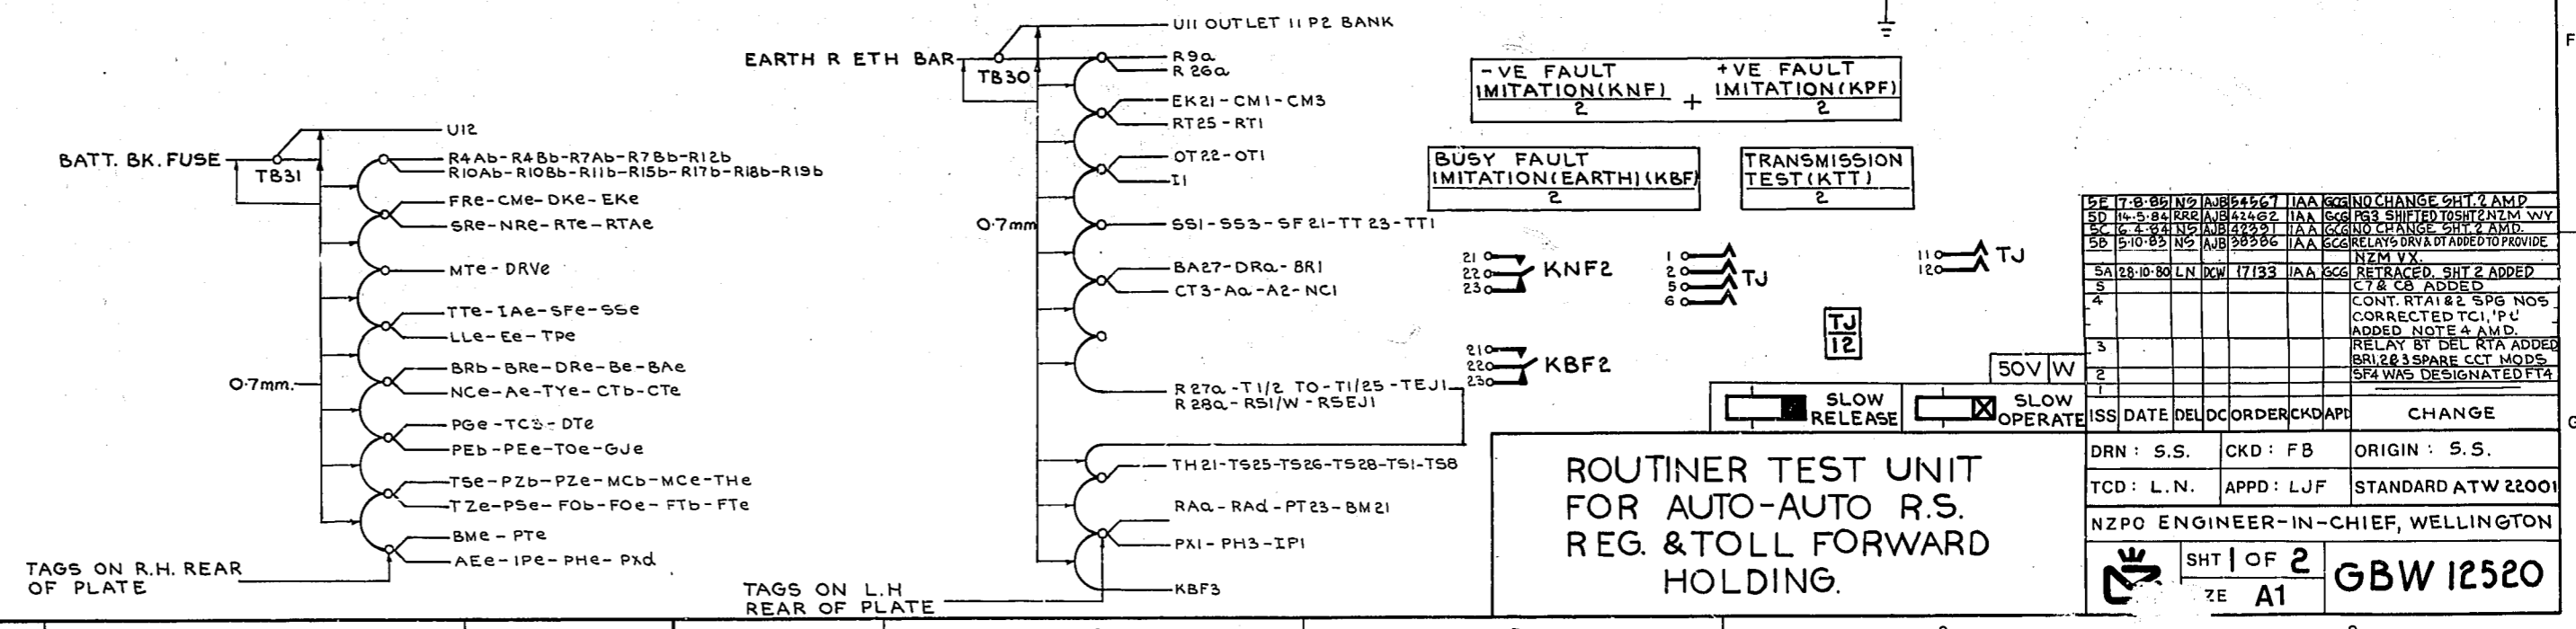 BATT. BK. FUSE
TB31
U12
R4Ab-R4Bb-R7Ab-R7Bb-R12b
R10Ab-R10Bb-R11b-R15b-R17b-R18b-R19b
FRe-CMe-DKe-EKe
SRe-NRe-RTe-RTAe
MTe-DRVe
TTe-IAe-SFe-SSe
LLe-Ee-TPe
BRb-BRe-DRe-Be-BAe
NCe-Ae-TYe-CTb-CTe
0.7mm.
PGe-TC3-DTe
PEb-PEe-TOe-GJe
TSe-PZb-PZe-MCb-MCe-THe
TZe-PSe-FOb-FOe-FTb-FTe
BMe-PTe
AEe-IPe-PHe-PXd
TAGS ON R.H. REAR
OF PLATE
EARTH R ETH BAR
TB30
U11 OUTLET 11 P2 BANK
R9a
R26a
EK21-CM1-CM3
RT25-RT1
OT22-OT1
I1
0.7mm
SS1-SS3-SF21-TT23-TT1
BA27-DRa-BR1
CT3-Aa-A2-NC1
R27a-T1/2 TO-T1/25-TEJ1
R28a-RS1/W-RSEJ1
TH21-TS25-TS26-TS28-TS1-TS8
RAa-RAd-PT23-BM21
PX1-PH3-IP1
KBF3
TAGS ON L.H
REAR OF PLATE
-VE FAULT
IMITATION(KNF)
2
+
+VE FAULT
IMITATION(KPF)
2
BUSY FAULT
IMITATION(EARTH)(KBF)
2
TRANSMISSION
TEST(KTT)
2
21
22
23
KNF2
1
2
5
6
TJ
11
12
TJ
TJ
12
21
22
23
KBF2
50V W
SLOW
RELEASE
SLOW
OPERATE
5E 7·8·85 NS AJB 54567 IAA GCG NO CHANGE SHT. 2 AMD
5D 14·5·84 RRR AJB 42462 IAA GCG PG3 SHIFTED TO SHT2 NZM WY
5C 6·4·84 NS AJB 42391 IAA GCG NO CHANGE SHT. 2 AMD.
5B 5·10·83 NS AJB 38386 IAA GCG RELAYS DRV & DT ADDED TO PROVIDE
NZM VX.
5A 28·10·80 LN DCW 17133 IAA GCG RETRACED. SHT 2 ADDED
5 C7 & C8 ADDED
4 CONT. RTA1&2 SPG NOS
CORRECTED TC1,
ADDED NOTE 4 AMD.
3 RELAY BT DEL RTA ADDED
BR1,2&3 SPARE CCT MODS
2 SF4 WAS DESIGNATED FT4
1
ISS DATE DEL DC ORDER CKD APD CHANGE
DRN: S.S. CKD: FB ORIGIN: S.S.
TCD: L.N. APPD: LJF STANDARD ATW 22001
NZPO ENGINEER-IN-CHIEF, WELLINGTON
SHT 1 OF 2
ZE A1
GBW 12520
ROUTINER TEST UNIT
FOR AUTO-AUTO R.S.
REG. & TOLL FORWARD
HOLDING.
F